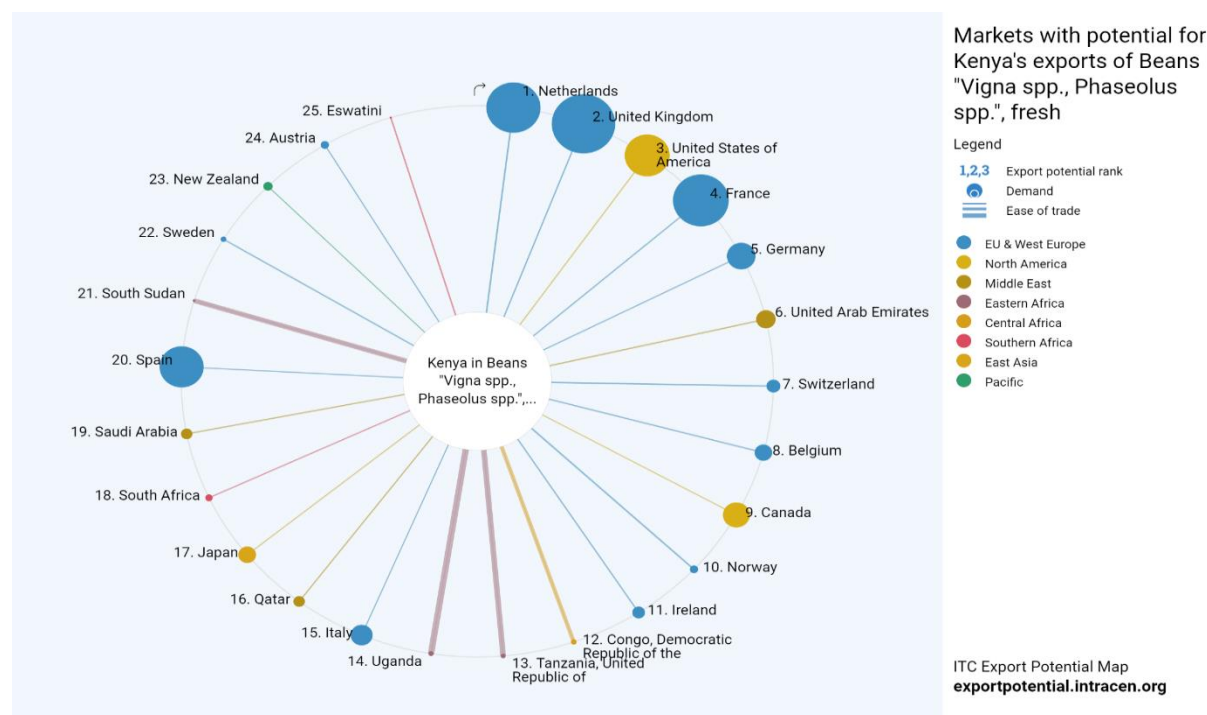 Markets with potential for
Kenya's exports of Beans
"Vigna spp., Phaseolus
spp.", fresh
Legend
1,2,3 Export potential rank
Demand
Ease of trade
EU & West Europe
North America
Middle East
Eastern Africa
Central Africa
Southern Africa
East Asia
Pacific
1. Netherlands
2. United Kingdom
3. United States of
America
4. France
5. Germany
6. United Arab Emirates
7. Switzerland
8. Belgium
9. Canada
10. Norway
11. Ireland
12. Congo, Democratic
Republic of the
13. Tanzania, United
Republic of
14. Uganda
15. Italy
16. Qatar
17. Japan
18. South Africa
19. Saudi Arabia
20. Spain
21. South Sudan
22. Sweden
23. New Zealand
24. Austria
25. Eswatini
Kenya in Beans
"Vigna spp.,
Phaseolus spp.",...
ITC Export Potential Map
exportpotential.intracen.org